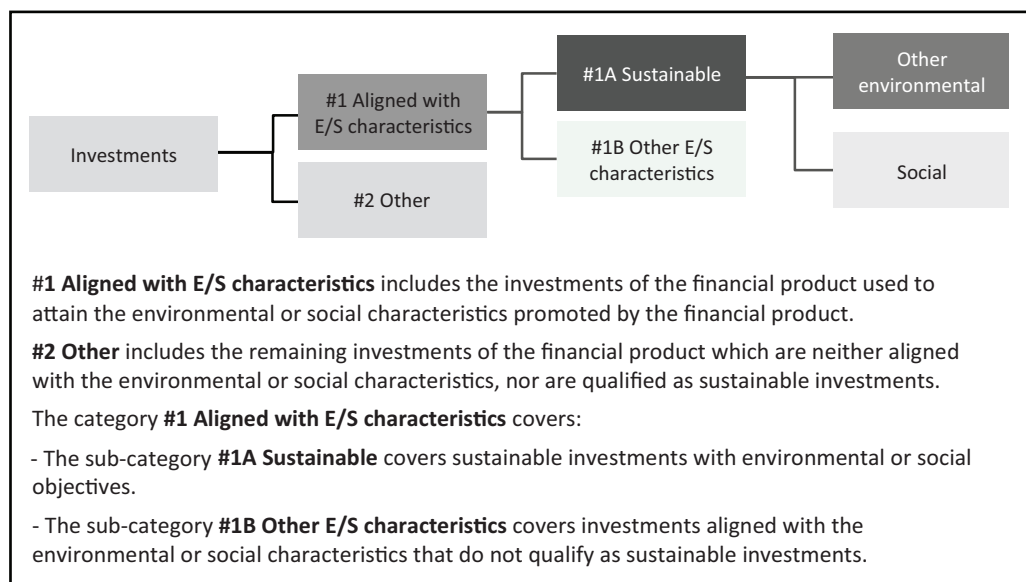 Investments
#1 Aligned with
E/S characteristics
#2 Other
#1A Sustainable
#1B Other E/S
characteristics
Other
environmental
Social
#1 Aligned with E/S characteristics includes the investments of the financial product used to
attain the environmental or social characteristics promoted by the financial product.
#2 Other includes the remaining investments of the financial product which are neither aligned
with the environmental or social characteristics, nor are qualified as sustainable investments.
The category #1 Aligned with E/S characteristics covers:
- The sub-category #1A Sustainable covers sustainable investments with environmental or social
objectives.
- The sub-category #1B Other E/S characteristics covers investments aligned with the
environmental or social characteristics that do not qualify as sustainable investments.